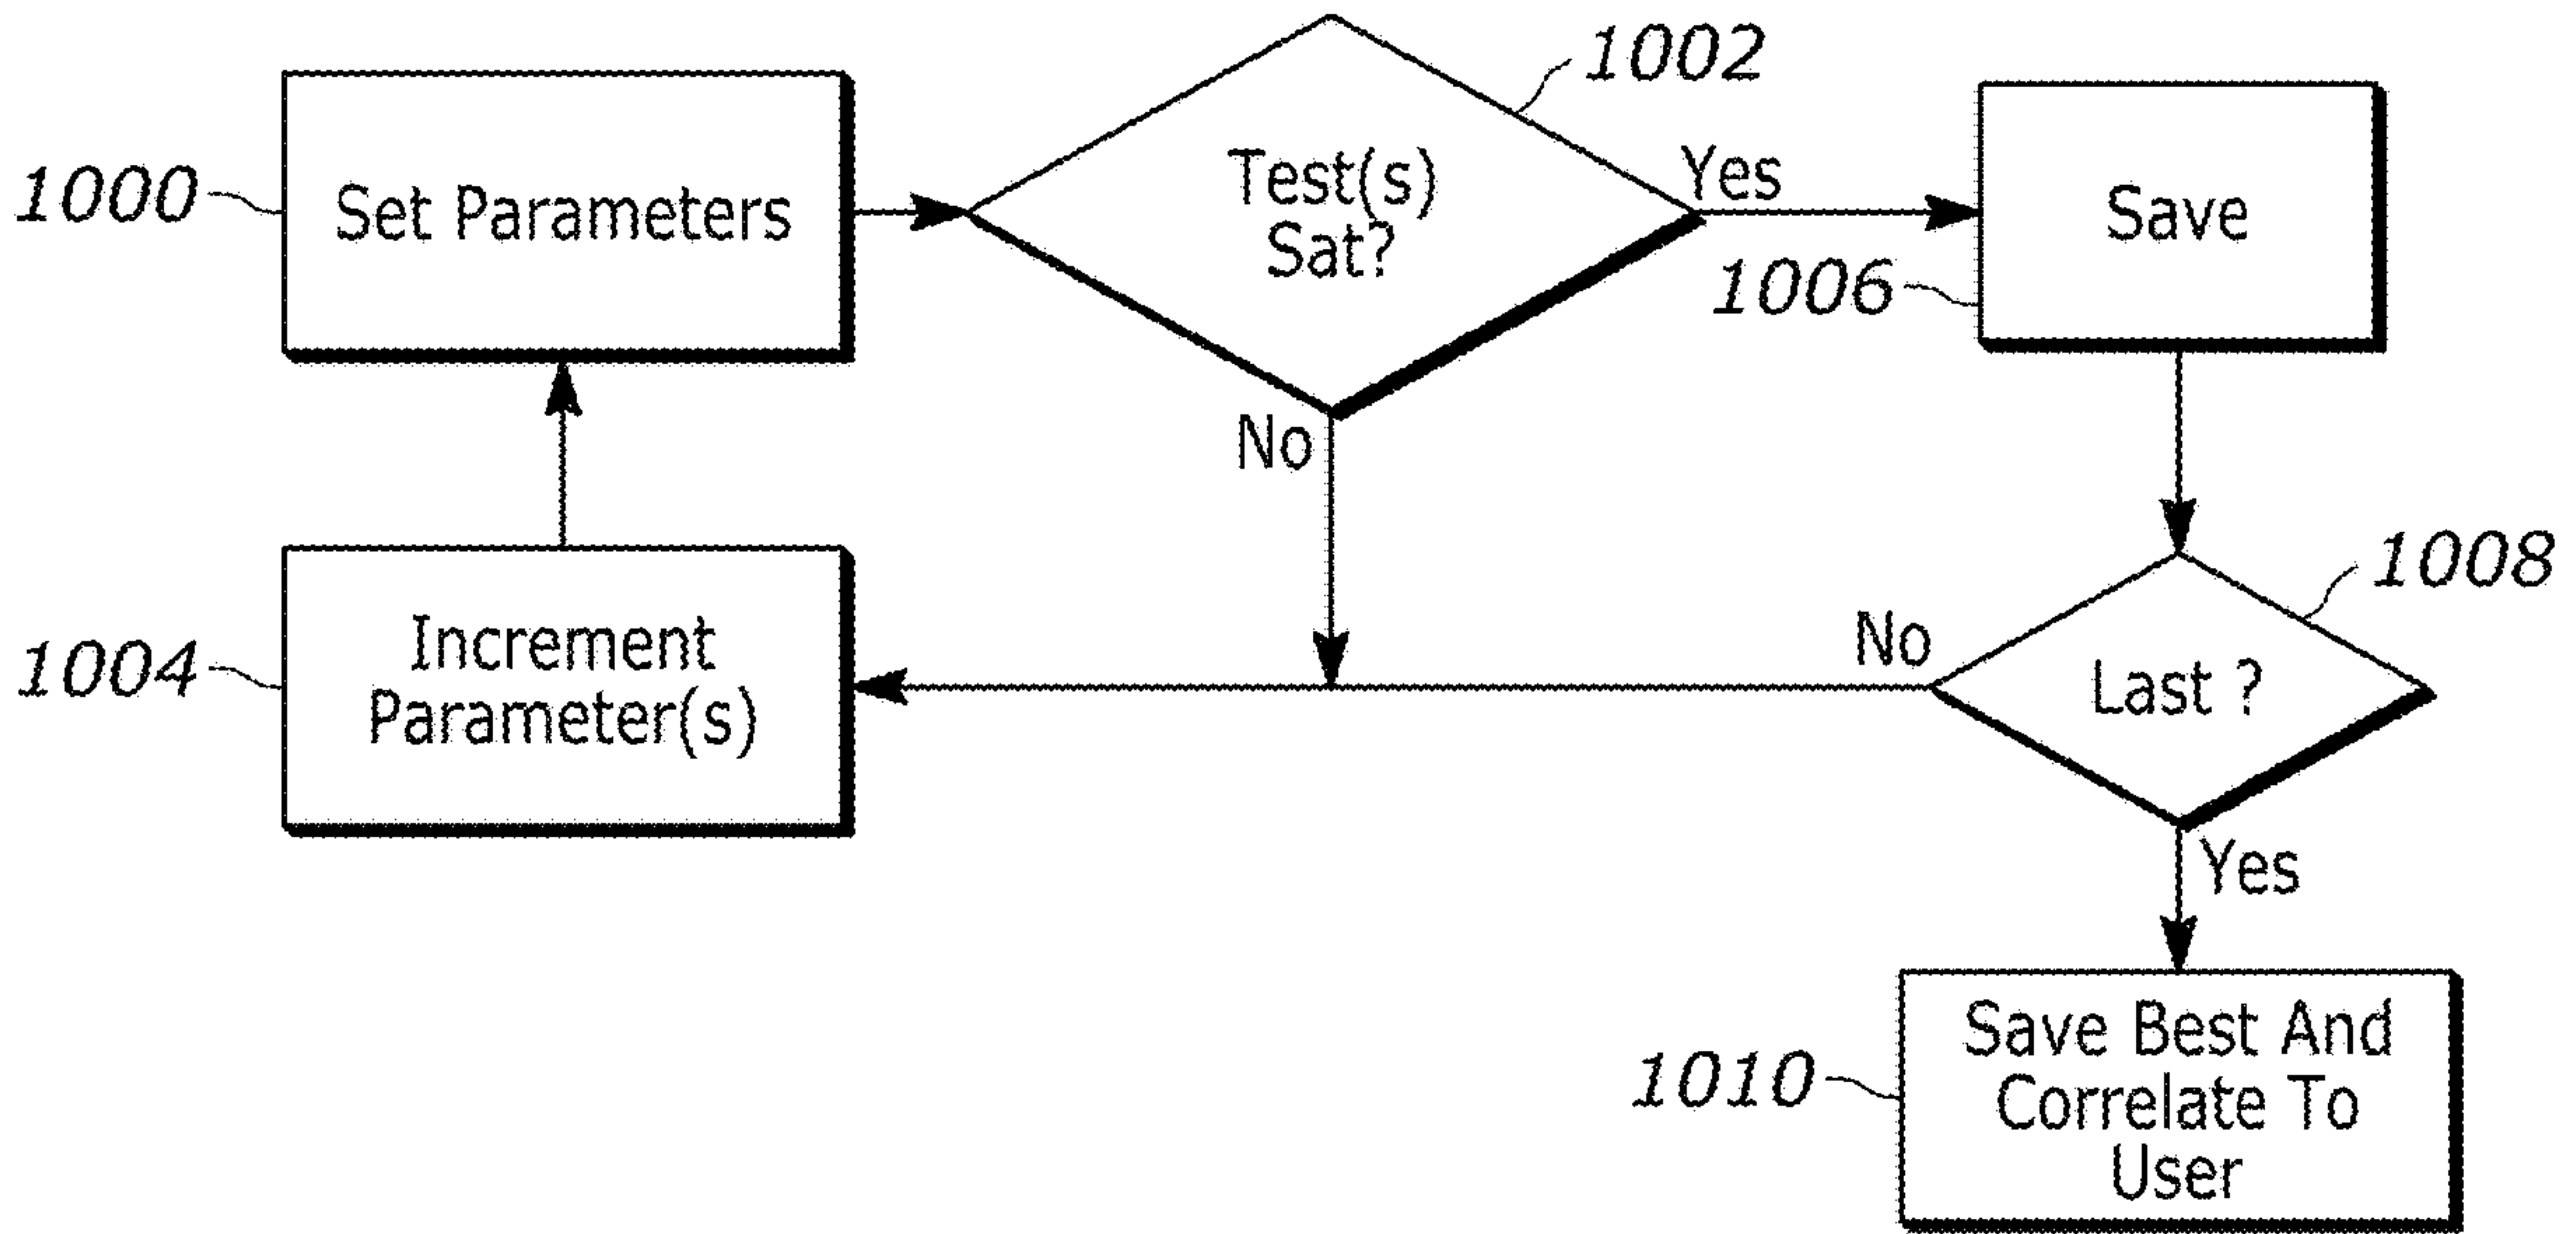 1002
Test(s)
Sat?
Yes
1000
Set Parameters
Save
1006
No
1008
1004
Increment
Parameter(s)
No
Last ?
Yes
1010
Save Best And
Correlate To
User